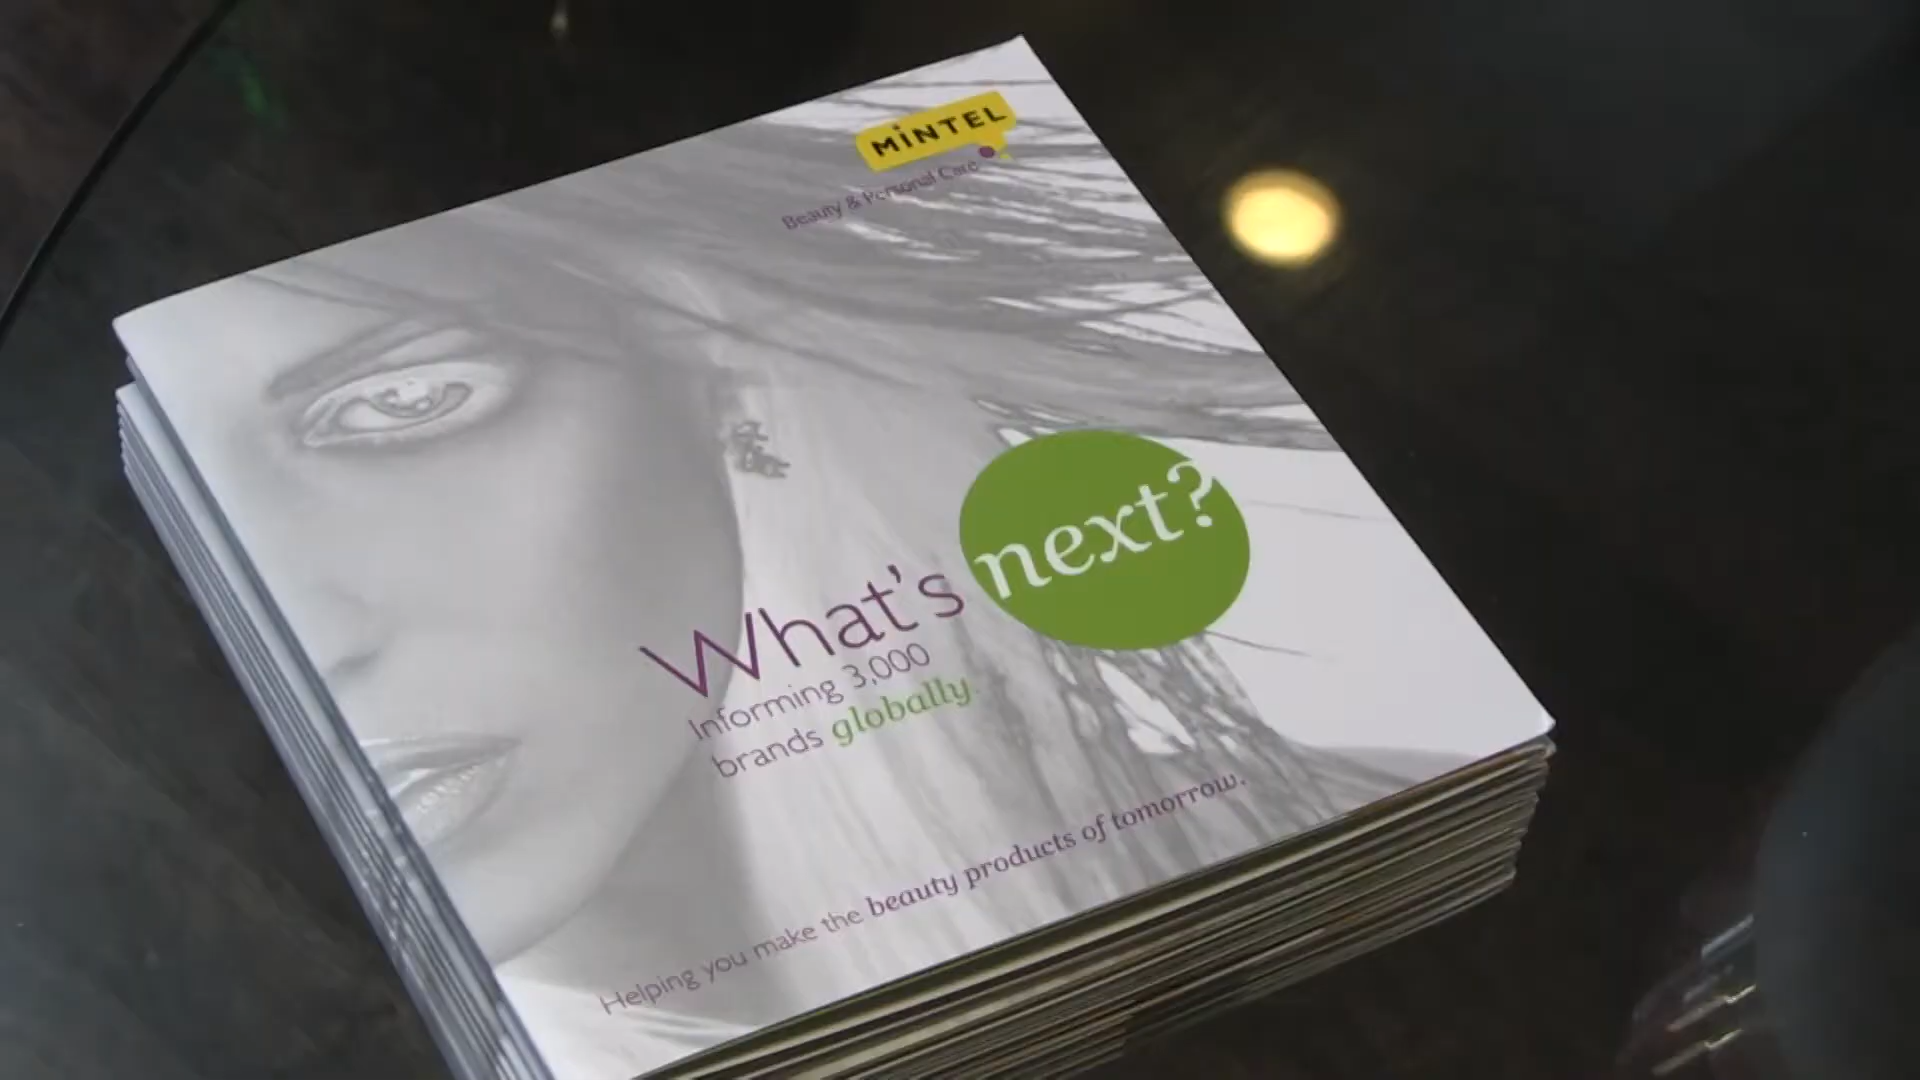 MiNTEL
Beauty & Personal Care
What's next?
Informing 3,000
brands globally.
Helping you make the beauty products of tomorrow.